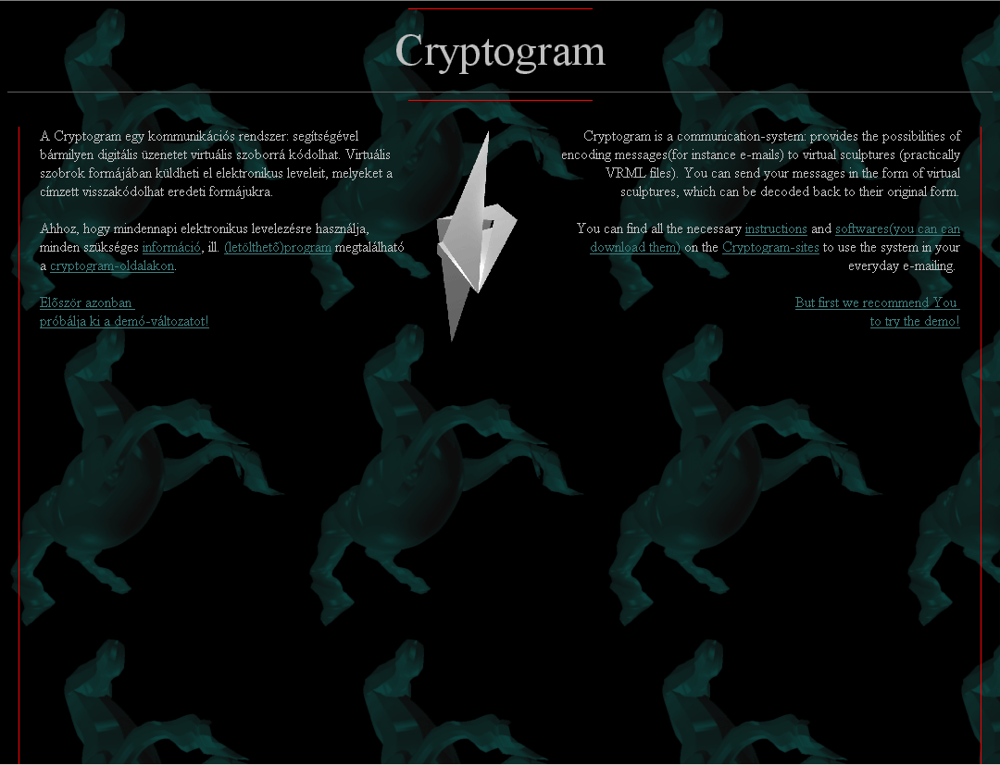 Cryptogram
A Cryptogram egy kommunikációs rendszer: segítségével
bármilyen digitális üzenetet virtuális szoborrá kódolhat. Virtuális
szobrok formájában küldheti el elektronikus leveleit, melyeket a
címzett visszakódolhat eredeti formájukra.
Ahhoz, hogy mindennapi elektronikus levelezésre használja,
minden szükséges információ, ill. (letölthető)program megtalálható
a cryptogram-oldalakon.
Először azonban
próbálja ki a demó-változatot!
Cryptogram is a communication-system: provides the possibilities of
encoding messages(for instance e-mails) to virtual sculptures (practically
VRML files). You can send your messages in the form of virtual
sculptures, which can be decoded back to their original form.
You can find all the necessary instructions and softwares(you can can
download them) on the Cryptogram-sites to use the system in your
everyday e-mailing.
But first we recommend You
to try the demo!